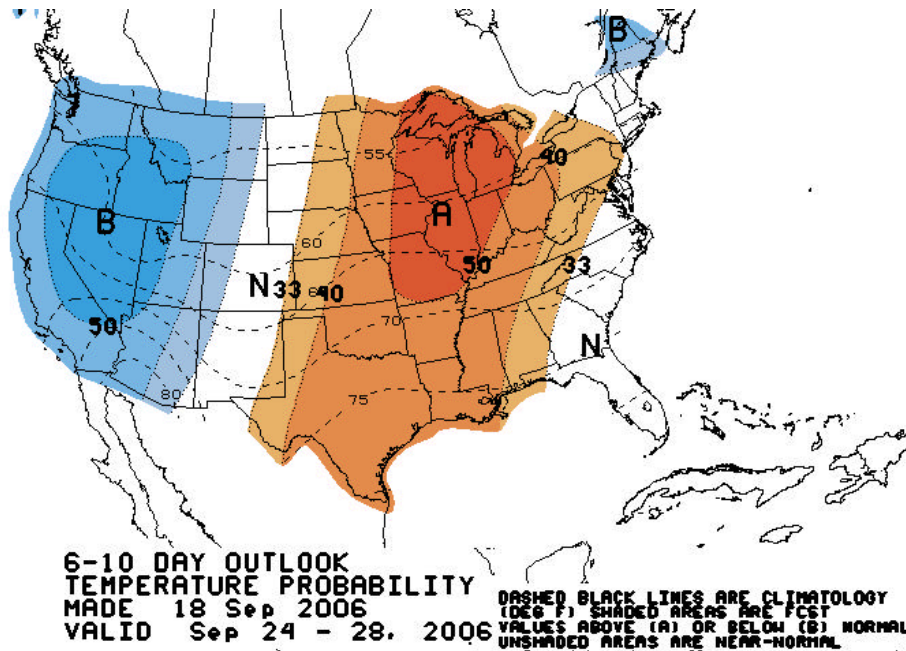 B
55
40
B
A
60
50
33
N
33
40
70
50
N
80
75
6-10 DAY OUTLOOK
TEMPERATURE PROBABILITY
MADE 18 Sep 2006
VALID Sep 24 - 28, 2006
DASHED BLACK LINES ARE CLIMATOLOGY
(DEG F) SHADED AREAS ARE FCST
VALUES ABOVE (A) OR BELOW (B) NORMAL
UNSHADED AREAS ARE NEAR-NORMAL